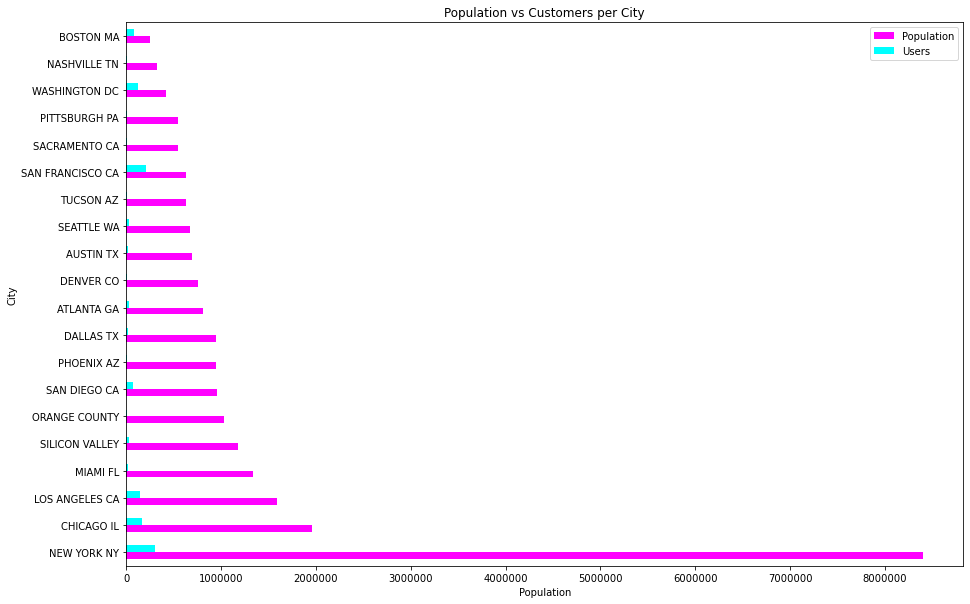 Population vs Customers per City
Population
Users
BOSTON MA
NASHVILLE TN
WASHINGTON DC
PITTSBURGH PA
SACRAMENTO CA
SAN FRANCISCO CA
TUCSON AZ
SEATTLE WA
AUSTIN TX
DENVER CO
ATLANTA GA
DALLAS TX
PHOENIX AZ
SAN DIEGO CA
ORANGE COUNTY
SILICON VALLEY
MIAMI FL
LOS ANGELES CA
CHICAGO IL
NEW YORK NY
City
0 1000000 2000000 3000000 4000000 5000000 6000000 7000000 8000000
Population